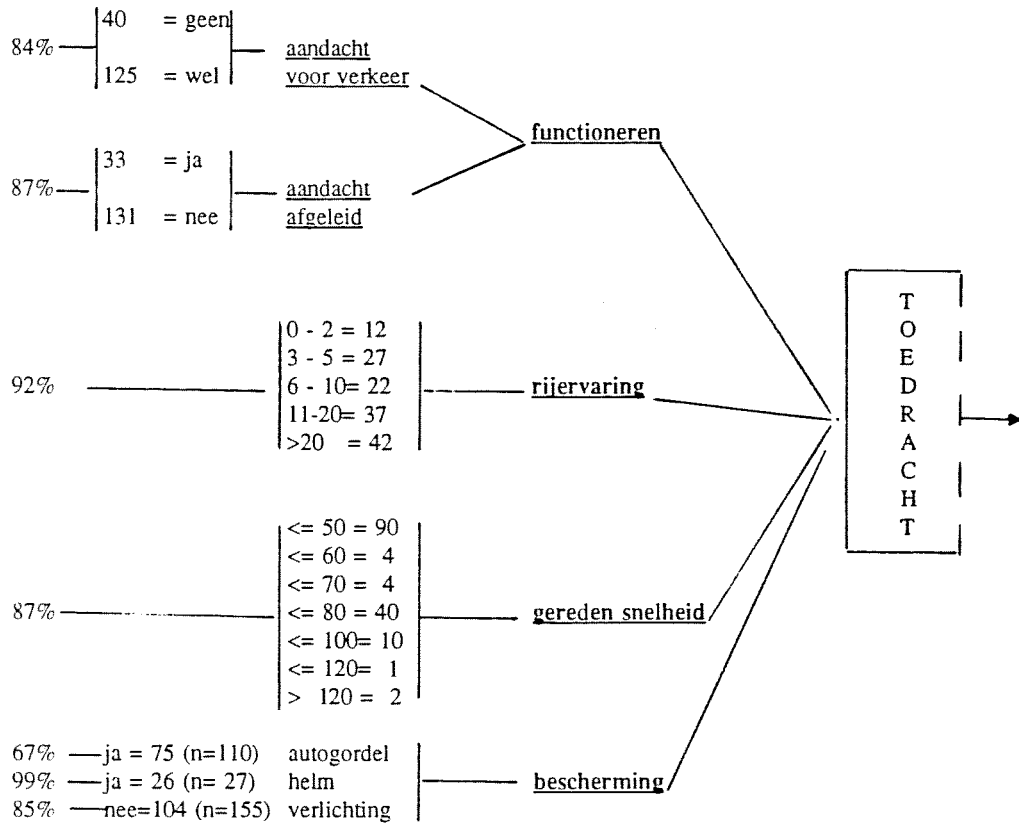 40 = geen
84% aandacht
125 = wel voor verkeer
functioneren
33 = ja
87% aandacht
131 = nee afgeleid
0 - 2 = 12
3 - 5 = 27
92% 6 - 10= 22 rijervaring
11-20= 37
>20 = 42
<= 50 = 90
<= 60 = 4
<= 70 = 4
87% <= 80 = 40 gereden snelheid
<= 100= 10
<= 120= 1
> 120 = 2
67% ja = 75 (n=110) autogordel
99% ja = 26 (n= 27) helm bescherming
85% nee=104 (n=155) verlichting
TOEDRACHT